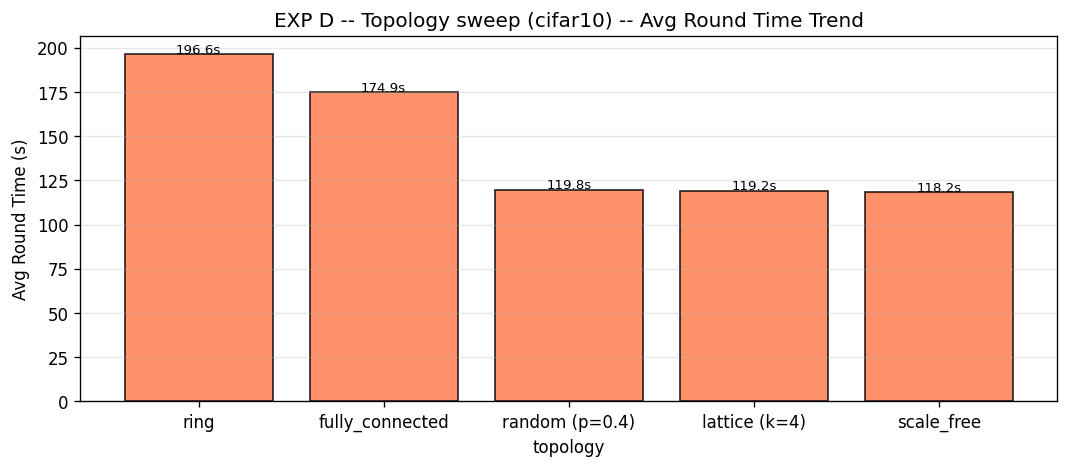 EXP D -- Topology sweep (cifar10) -- Avg Round Time Trend
Avg Round Time (s)
200
175
150
125
100
75
50
25
0
196.6s
174.9s
119.8s
119.2s
118.2s
ring
fully_connected
random (p=0.4)
lattice (k=4)
scale_free
topology